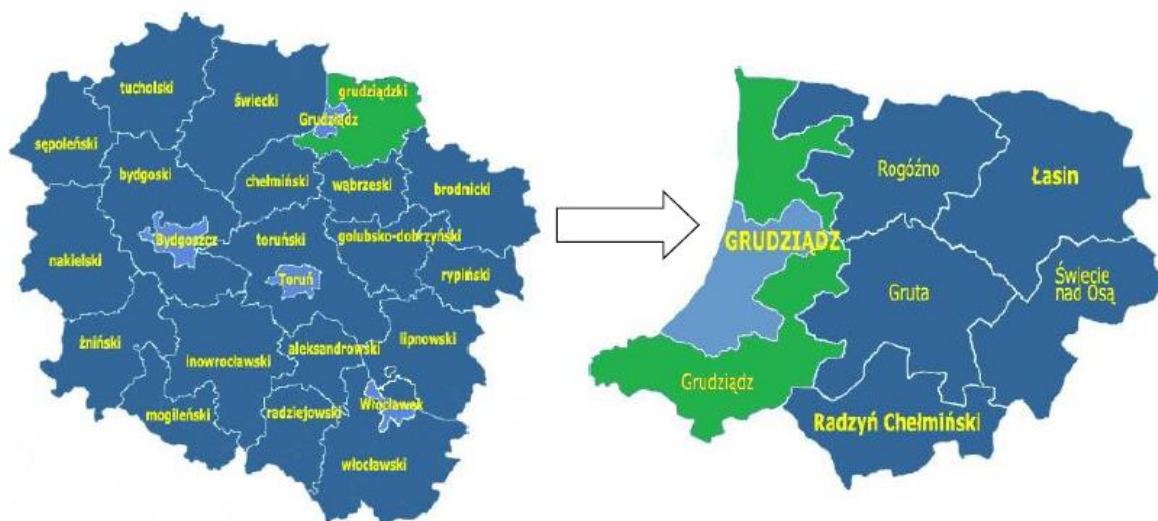 tucholski
świecki
grudziądzki
Grudziądz
sępoleński
bydgoski
chełmiński
wąbrzeski
brodnicki
Bydgoszcz
toruński
golubsko-dobrzyński
nakielski
Toruń
rypiński
żniński
inowrocławski
aleksandrowski
lipnowski
mogileński
radziejowski
Włocławek
włocławski
Rogóźno
Łasin
GRUDZIĄDZ
Gruta
Świecie
nad Osą
Grudziądz
Radzyń Chełmiński